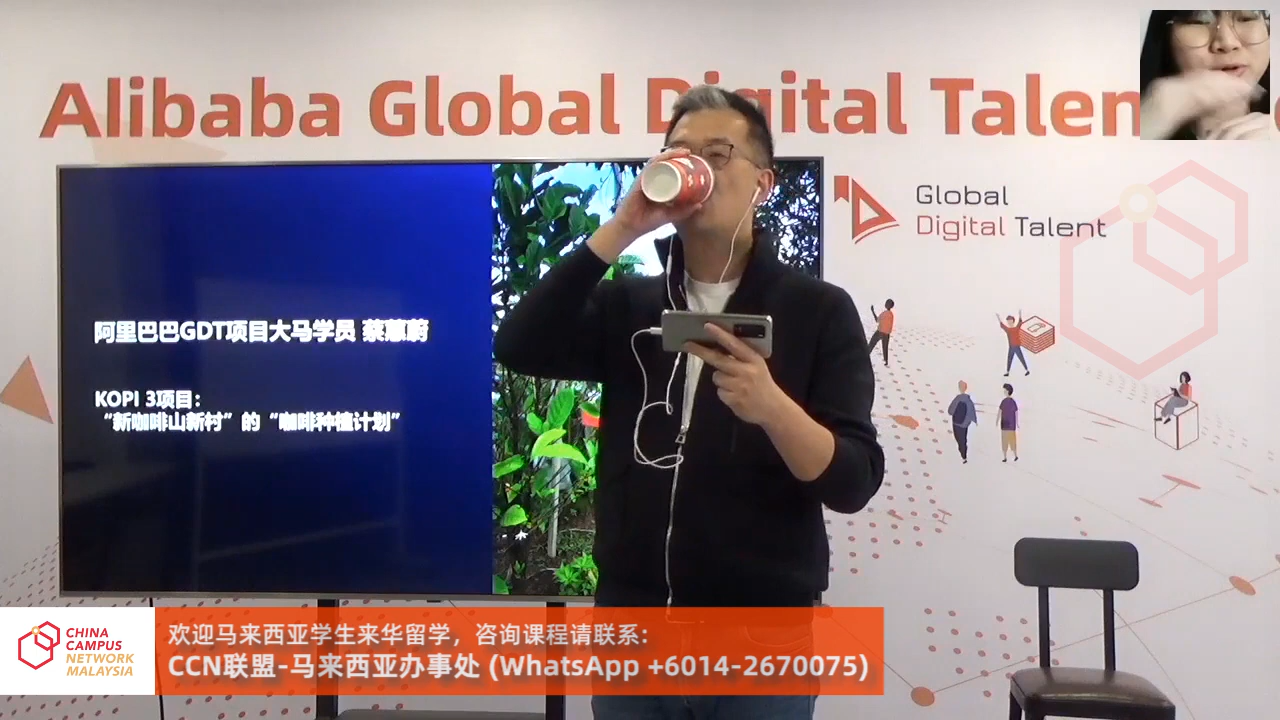 Alibaba Global Digital Talen
Global
Digital Talent
阿里巴巴GDT项目大马学员 蔡蕙蔚
KOPI 3项目：
“新咖啡山新村”的“咖啡种植计划”
CHINA
CAMPUS
NETWORK
MALAYSIA
欢迎马来西亚学生来华留学，咨询课程请联系:
CCN联盟-马来西亚办事处 (WhatsApp +6014-2670075)